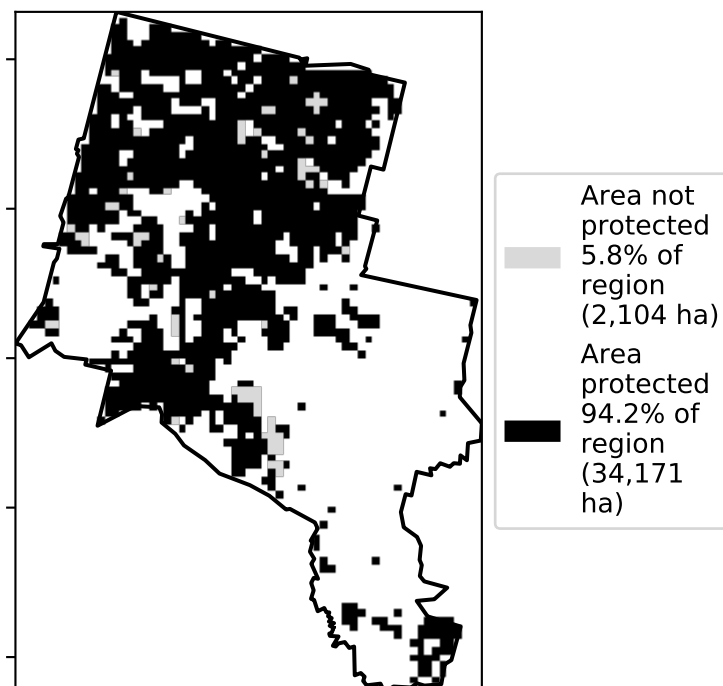 Area not
protected
5.8% of
region
(2,104 ha)
Area
protected
94.2% of
region
(34,171
ha)